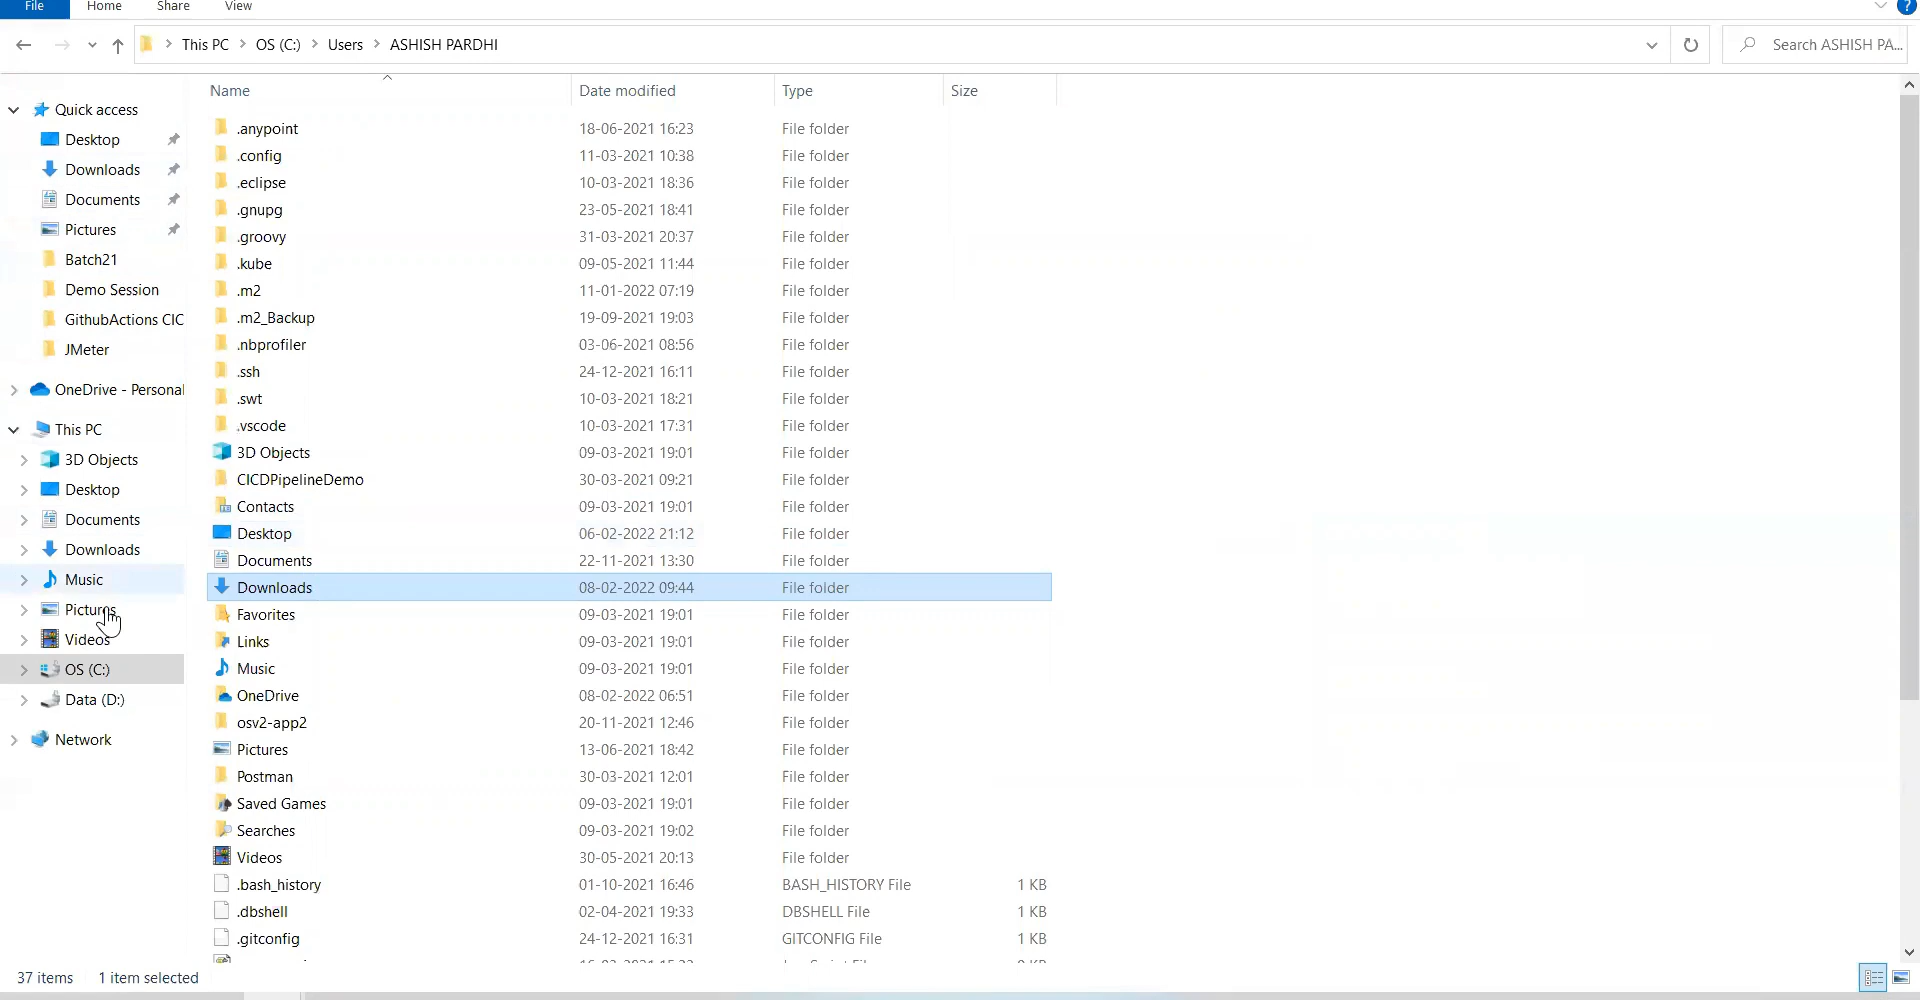 File Home Share View
This PC OS (C:) Users ASHISH PARDHI Search ASHISH PA...
Name Date modified Type Size
Quick access
Desktop
Downloads
Documents
Pictures
Batch21
Demo Session
GithubActions CIC
JMeter
OneDrive - Personal
This PC
3D Objects
Desktop
Documents
Downloads
Music
Pictures
Videos
OS (C:)
Data (D:)
Network
.anypoint 18-06-2021 16:23 File folder
.config 11-03-2021 10:38 File folder
.eclipse 10-03-2021 18:36 File folder
.gnupg 23-05-2021 18:41 File folder
.groovy 31-03-2021 20:37 File folder
.kube 09-05-2021 11:44 File folder
.m2 11-01-2022 07:19 File folder
.m2_Backup 19-09-2021 19:03 File folder
.nbprofiler 03-06-2021 08:56 File folder
.ssh 24-12-2021 16:11 File folder
.swt 10-03-2021 18:21 File folder
.vscode 10-03-2021 17:31 File folder
3D Objects 09-03-2021 19:01 File folder
CICDPipelineDemo 30-03-2021 09:21 File folder
Contacts 09-03-2021 19:01 File folder
Desktop 06-02-2022 21:12 File folder
Documents 22-11-2021 13:30 File folder
Downloads 08-02-2022 09:44 File folder
Favorites 09-03-2021 19:01 File folder
Links 09-03-2021 19:01 File folder
Music 09-03-2021 19:01 File folder
OneDrive 08-02-2022 06:51 File folder
osv2-app2 20-11-2021 12:46 File folder
Pictures 13-06-2021 18:42 File folder
Postman 30-03-2021 12:01 File folder
Saved Games 09-03-2021 19:01 File folder
Searches 09-03-2021 19:02 File folder
Videos 30-05-2021 20:13 File folder
.bash_history 01-10-2021 16:46 BASH_HISTORY File 1 KB
.dbshell 02-04-2021 19:33 DBSHELL File 1 KB
.gitconfig 24-12-2021 16:31 GITCONFIG File 1 KB
37 items 1 item selected